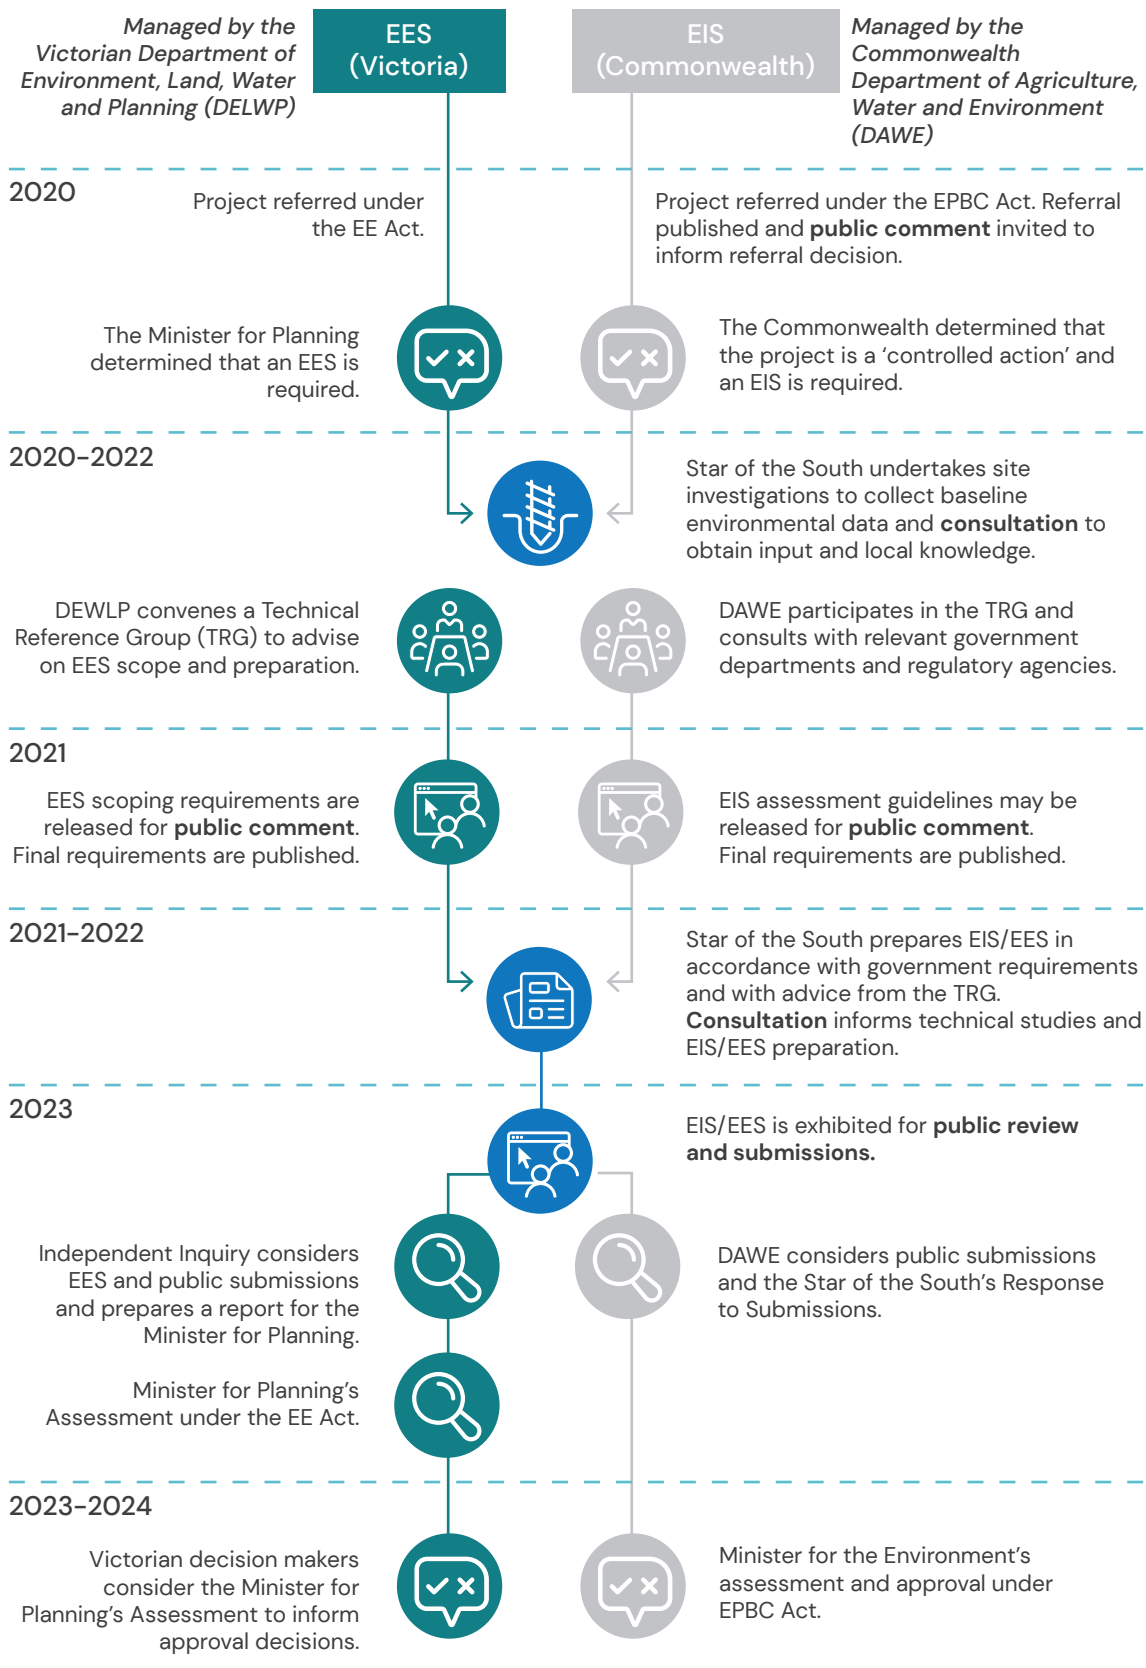 Managed by the
Victorian Department of
Environment, Land, Water
and Planning (DELWP)
EES
(Victoria)
EIS
(Commonwealth)
Managed by the
Commonwealth
Department of Agriculture,
Water and Environment
(DAWE)
2020
Project referred under
the EE Act.
Project referred under the EPBC Act. Referral
published and public comment invited to
inform referral decision.
The Minister for Planning
determined that an EES is
required.
The Commonwealth determined that
the project is a ‘controlled action’ and
an EIS is required.
2020-2022
Star of the South undertakes site
investigations to collect baseline
environmental data and consultation to
obtain input and local knowledge.
DEWLP convenes a Technical
Reference Group (TRG) to advise
on EES scope and preparation.
DAWE participates in the TRG and
consults with relevant government
departments and regulatory agencies.
2021
EES scoping requirements are
released for public comment.
Final requirements are published.
EIS assessment guidelines may be
released for public comment.
Final requirements are published.
2021-2022
Star of the South prepares EIS/EES in
accordance with government requirements
and with advice from the TRG.
Consultation informs technical studies and
EIS/EES preparation.
2023
EIS/EES is exhibited for public review
and submissions.
Independent Inquiry considers
EES and public submissions
and prepares a report for the
Minister for Planning.
DAWE considers public submissions
and the Star of the South’s Response
to Submissions.
Minister for Planning’s
Assessment under the EE Act.
2023-2024
Victorian decision makers
consider the Minister for
Planning’s Assessment to inform
approval decisions.
Minister for the Environment’s
assessment and approval under
EPBC Act.